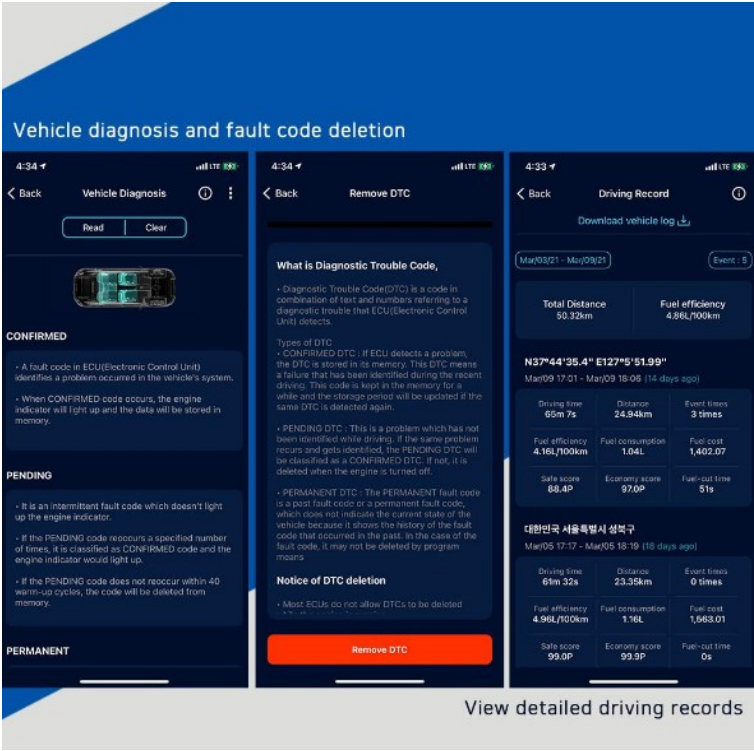 Vehicle diagnosis and fault code deletion
4:34
LTE
Back
Vehicle Diagnosis
Read
Clear
CONFIRMED
• A fault code in ECU(Electronic Control Unit)
identifies a problem occurred in the vehicle's system.
• When CONFIRMED code occurs, the engine
indicator will light up and the data will be stored in
memory.
PENDING
• It is an intermittent fault code which doesn't light
up the engine indicator.
• If the PENDING code reoccurs a specified number
of times, it is classified as CONFIRMED code and the
engine indicator would light up.
• If the PENDING code does not reoccur within 40
warm-up cycles, the code will be deleted from
memory.
PERMANENT
4:34
LTE
Back
Remove DTC
What is Diagnostic Trouble Code,
• Diagnostic Trouble Code(DTC) is a code in
combination of text and numbers referring to a
diagnostic trouble that ECU(Electronic Control
Unit) detects.
Types of DTC
• CONFIRMED DTC : If ECU detects a problem,
the DTC is stored in its memory. This DTC means
a failure that has been identified during the recent
driving. This code is kept in the memory for a
while and the storage period will be updated if the
same DTC is detected again.
• PENDING DTC : This is a problem which has not
been identified while driving. If the same problem
recurs and gets identified, the PENDING DTC will
be classified as a CONFIRMED DTC. If not, it is
deleted when the engine is turned off.
• PERMANENT DTC : The PERMANENT fault code
is a past fault code or a permanent fault code,
which does not indicate the current state of the
vehicle because it shows the history of the fault
code that occurred in the past. In the case of the
fault code, it may not be deleted by program
means
Notice of DTC deletion
• Most ECUs do not allow DTCs to be deleted
Remove DTC
4:33
LTE
Back
Driving Record
Download vehicle log
Mar/03/21 - Mar/09/21
Event : 5
Total Distance
50.32km
Fuel efficiency
4.86L/100km
N37°44'35.4" E127°5'51.99"
Mar/09 17:01 - Mar/09 18:06 (14 days ago)
Driving time
65m 7s
Distance
24.94km
Event times
3 times
Fuel efficiency
4.16L/100km
Fuel consumption
1.04L
Fuel cost
1,402.07
Safe score
88.4P
Economy score
97.0P
Fuel-cut time
51s
대한민국 서울특별시 성북구
Mar/05 17:17 - Mar/05 18:19 (18 days ago)
Driving time
61m 32s
Distance
23.35km
Event times
0 times
Fuel efficiency
4.96L/100km
Fuel consumption
1.16L
Fuel cost
1,563.01
Safe score
99.0P
Economy score
99.9P
Fuel-cut time
0s
View detailed driving records